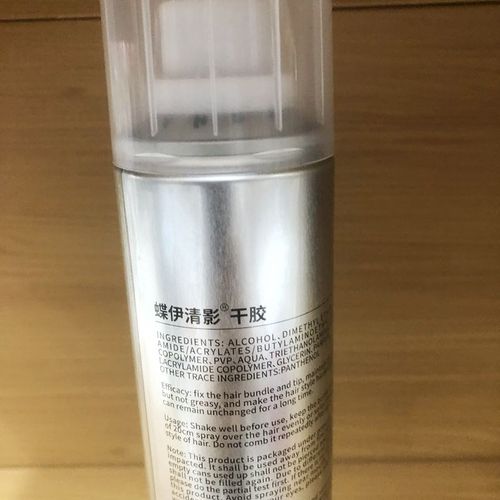 蝶伊清影® 干胶
INGREDIENTS: ALCOHOL, DIMETHYL
AMIDE/ACRYLATES/BUTYLAMINO
COPOLYMER、PVP、AQUA、
LACRYLAMIDE COPOLYMER、GLYCERIN
OTHER TRACE INGREDIENTS:PANTHENOL
Efficacy: fix the hair bundle and tip,
but not greasy, and make the hair style
can remain unchanged for a long time.
Usage: Shake well before use, keep the
of 20cm spray over the hair evenly
style of hair. Do not comb it repeatedly
Note: This product is packaged under
impacted. It shall be used away from
empty cans used up shall not be
shall not be filled again. Due to
please do the partial test first.
the product. Avoid spraying